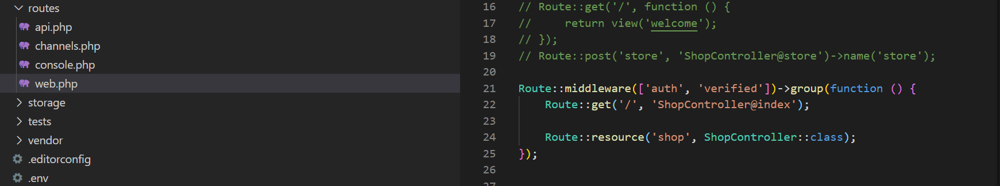 routes
api.php
channels.php
console.php
web.php
storage
tests
vendor
.editorconfig
.env
16 // Route::get('/', function () {
17 //     return view('welcome');
18 // });
19 // Route::post('store', 'ShopController@store')->name('store');
20
21 Route::middleware(['auth', 'verified'])->group(function () {
22     Route::get('/', 'ShopController@index');
23
24     Route::resource('shop', ShopController::class);
25 });
26
27